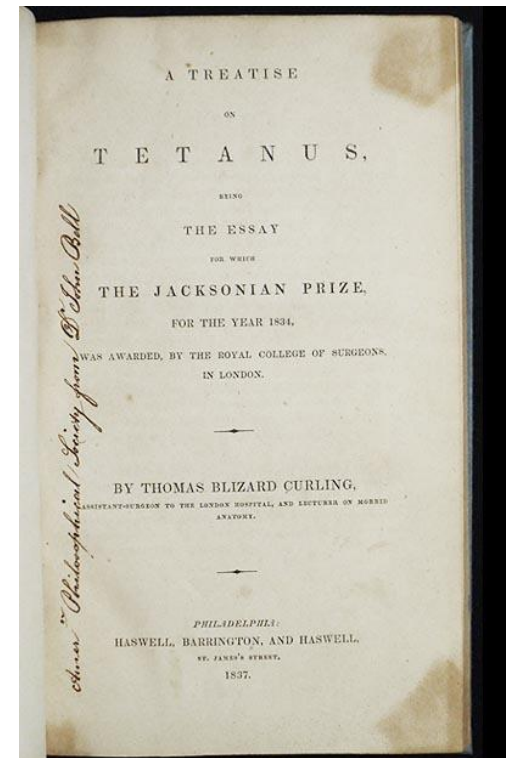 A TREATISE
ON
TETANUS,
BEING
THE ESSAY
FOR WHICH
THE JACKSONIAN PRIZE,
FOR THE YEAR 1834,
WAS AWARDED, BY THE ROYAL COLLEGE OF SURGEONS,
IN LONDON.
BY THOMAS BLIZARD CURLING,
ASSISTANT-SURGEON TO THE LONDON HOSPITAL, AND LECTURER ON MORBID
ANATOMY.
PHILADELPHIA:
HASWELL, BARRINGTON, AND HASWELL,
ST. JAMES'S STREET.
1837.
Amern Philosophical Society from Dr John Bell